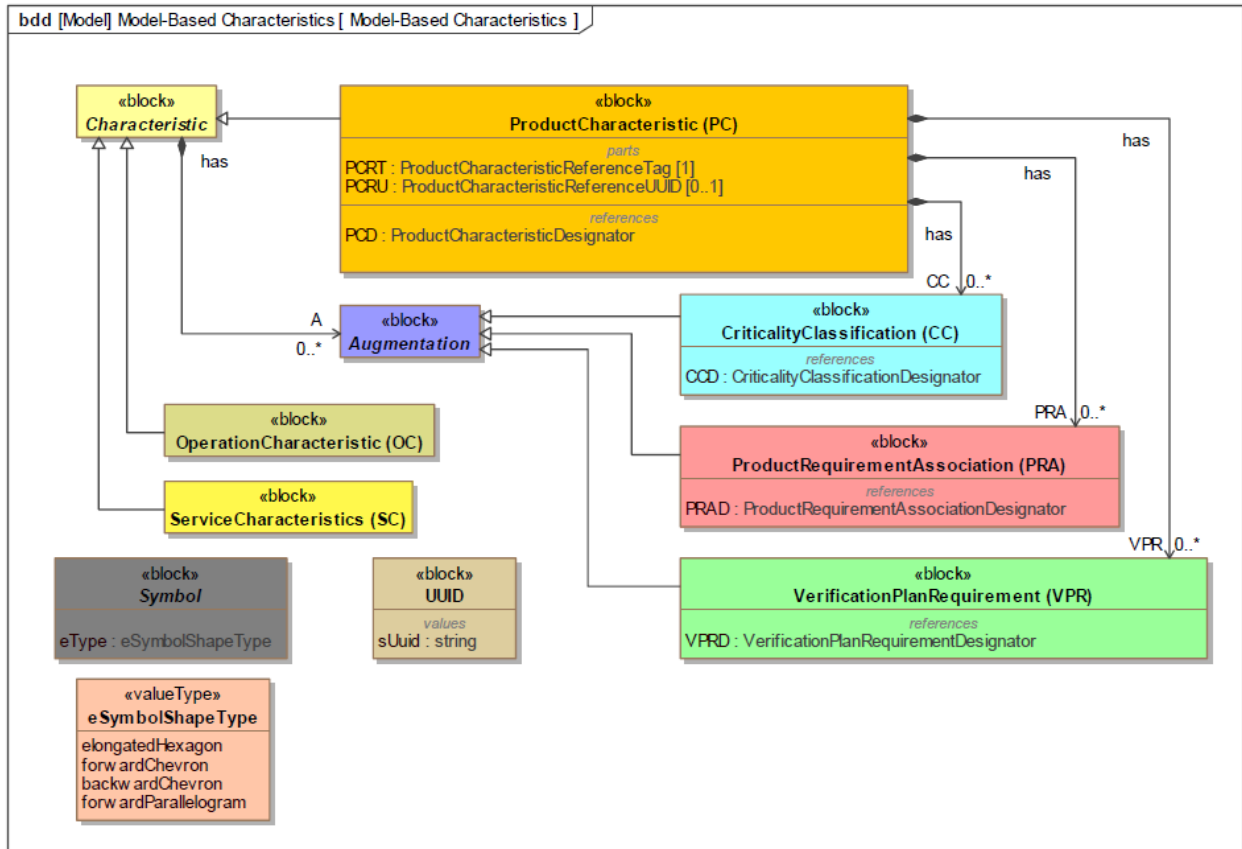 bdd [Model] Model-Based Characteristics [ Model-Based Characteristics ]
«block»
Characteristic
has
«block»
ProductCharacteristic (PC)
parts
PCRT : ProductCharacteristicReferenceTag [1]
PCRU : ProductCharacteristicReferenceUUID [0..1]
references
PCD : ProductCharacteristicDesignator
has
has
has
CC 0..*
A
0..*
«block»
Augmentation
«block»
CriticalityClassification (CC)
references
CCD : CriticalityClassificationDesignator
PRA 0..*
«block»
OperationCharacteristic (OC)
«block»
ProductRequirementAssociation (PRA)
references
PRAD : ProductRequirementAssociationDesignator
«block»
ServiceCharacteristics (SC)
VPR 0..*
«block»
Symbol
eType : eSymbolShapeType
«block»
UUID
values
sUuid : string
«block»
VerificationPlanRequirement (VPR)
references
VPRD : VerificationPlanRequirementDesignator
«valueType»
eSymbolShapeType
elongatedHexagon
forwardChevron
backwardChevron
forwardParallelogram